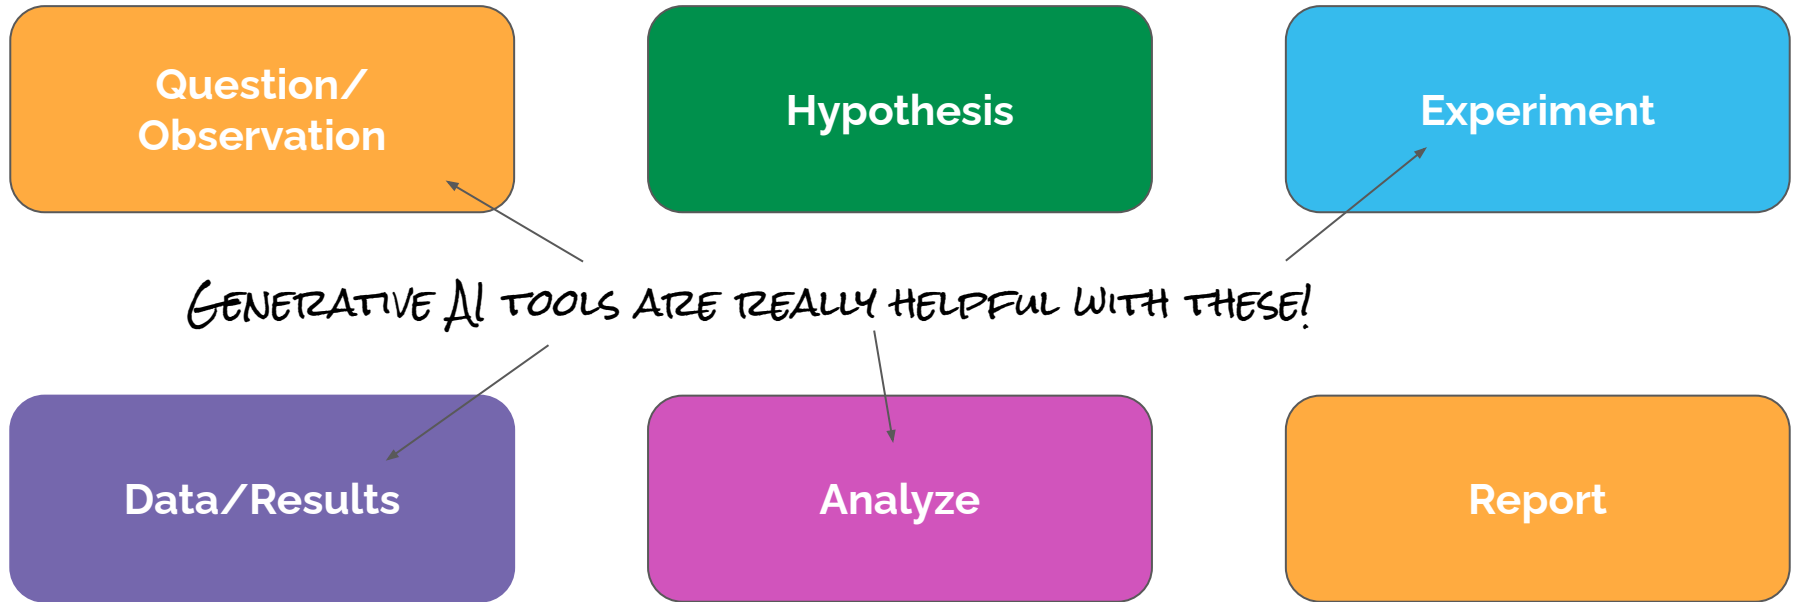 Question/
Observation
Hypothesis
Experiment
Generative AI tools are really helpful with these!
Data/Results
Analyze
Report